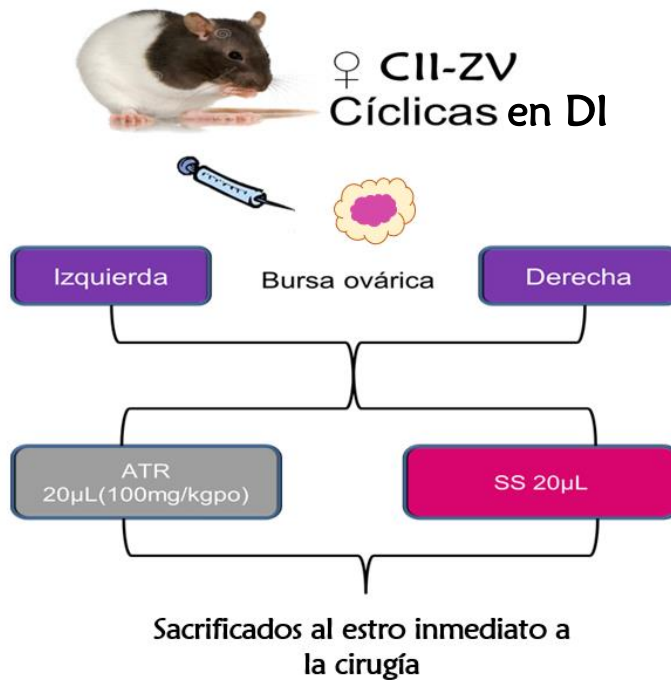 ♀ CII-ZV
Cíclicas en DI
Izquierda
Bursa ovárica
Derecha
ATR
20µL(100mg/kgpo)
SS 20µL
Sacrificados al estro inmediato a
la cirugía